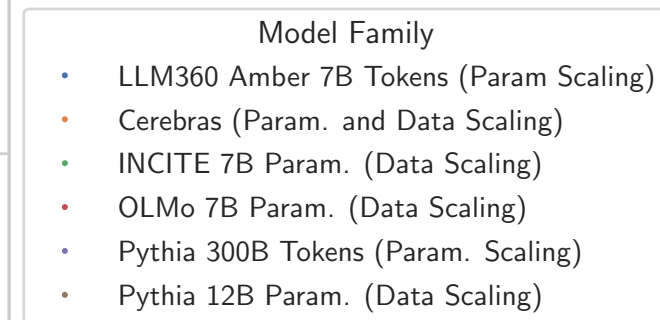 Model Family
LLM360 Amber 7B Tokens (Param Scaling)
Cerebras (Param. and Data Scaling)
INCITE 7B Param. (Data Scaling)
OLMo 7B Param. (Data Scaling)
Pythia 300B Tokens (Param. Scaling)
Pythia 12B Param. (Data Scaling)